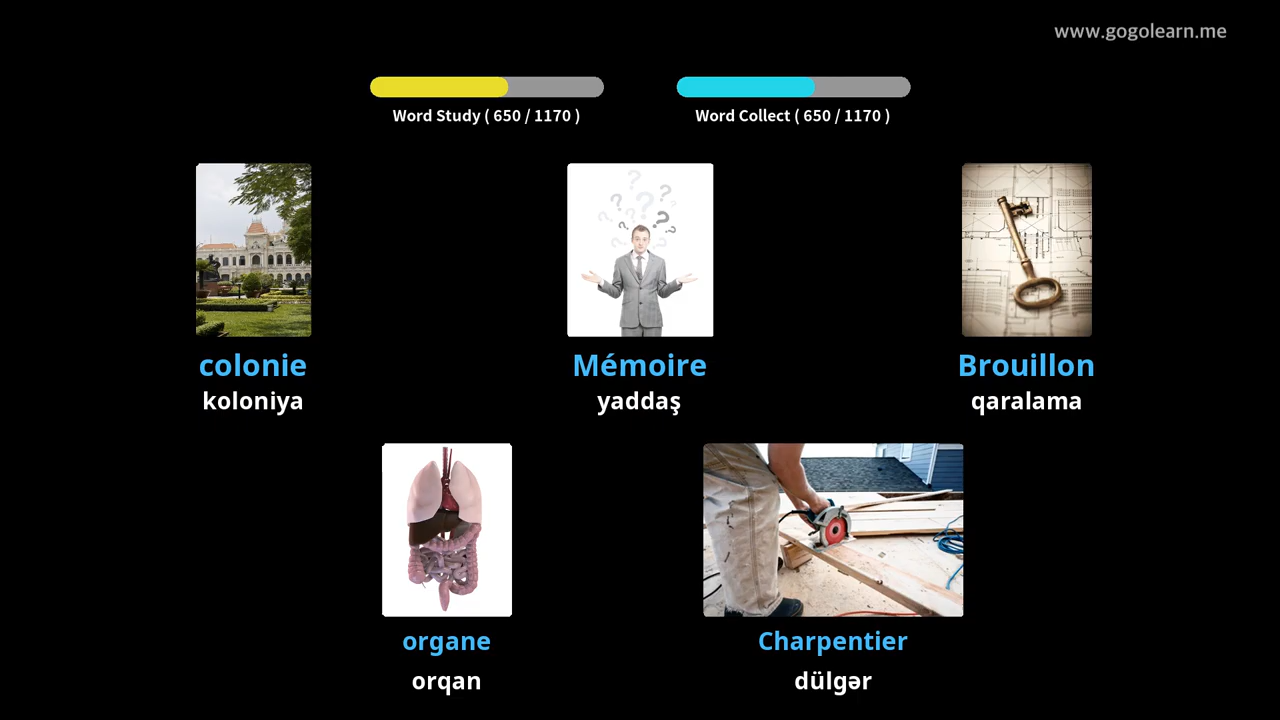 www.gogolearn.me
Word Study ( 650 / 1170 )
Word Collect ( 650 / 1170 )
colonie
koloniya
Mémoire
yaddaş
Brouillon
qaralama
organe
orqan
Charpentier
dülgər